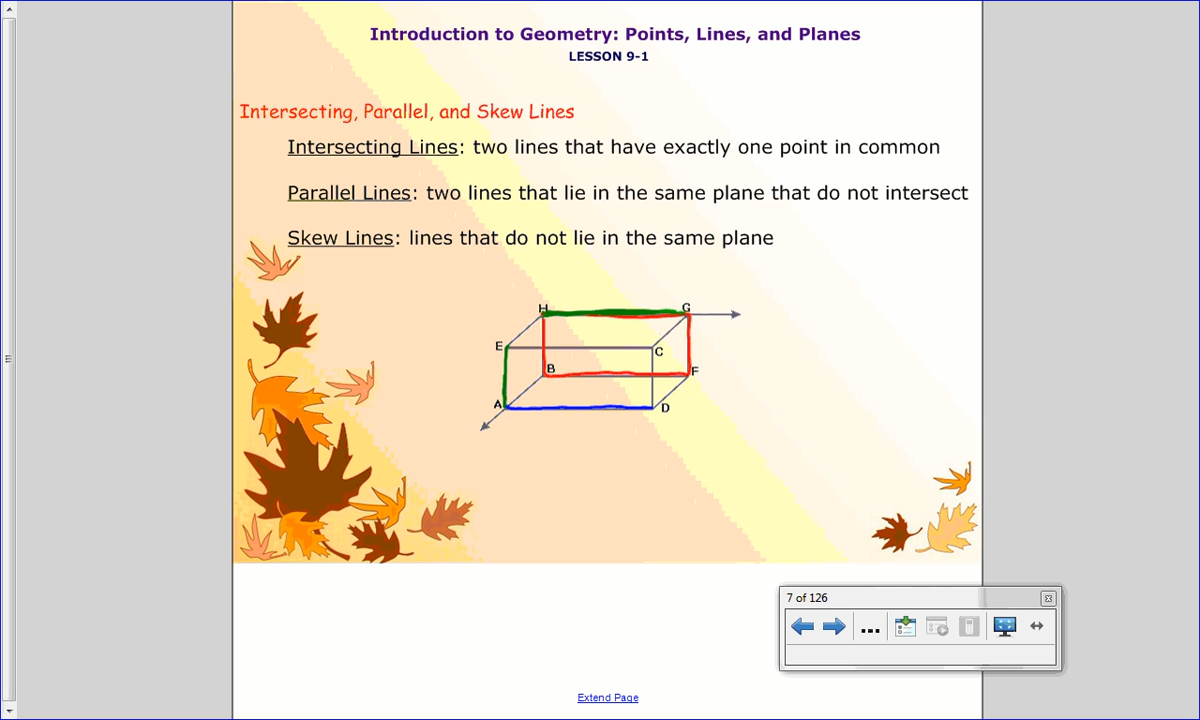 Introduction to Geometry: Points, Lines, and Planes
LESSON 9-1
Intersecting, Parallel, and Skew Lines
Intersecting Lines: two lines that have exactly one point in common
Parallel Lines: two lines that lie in the same plane that do not intersect
Skew Lines: lines that do not lie in the same plane
H G
E C
B F
A D
7 of 126
...
Extend Page